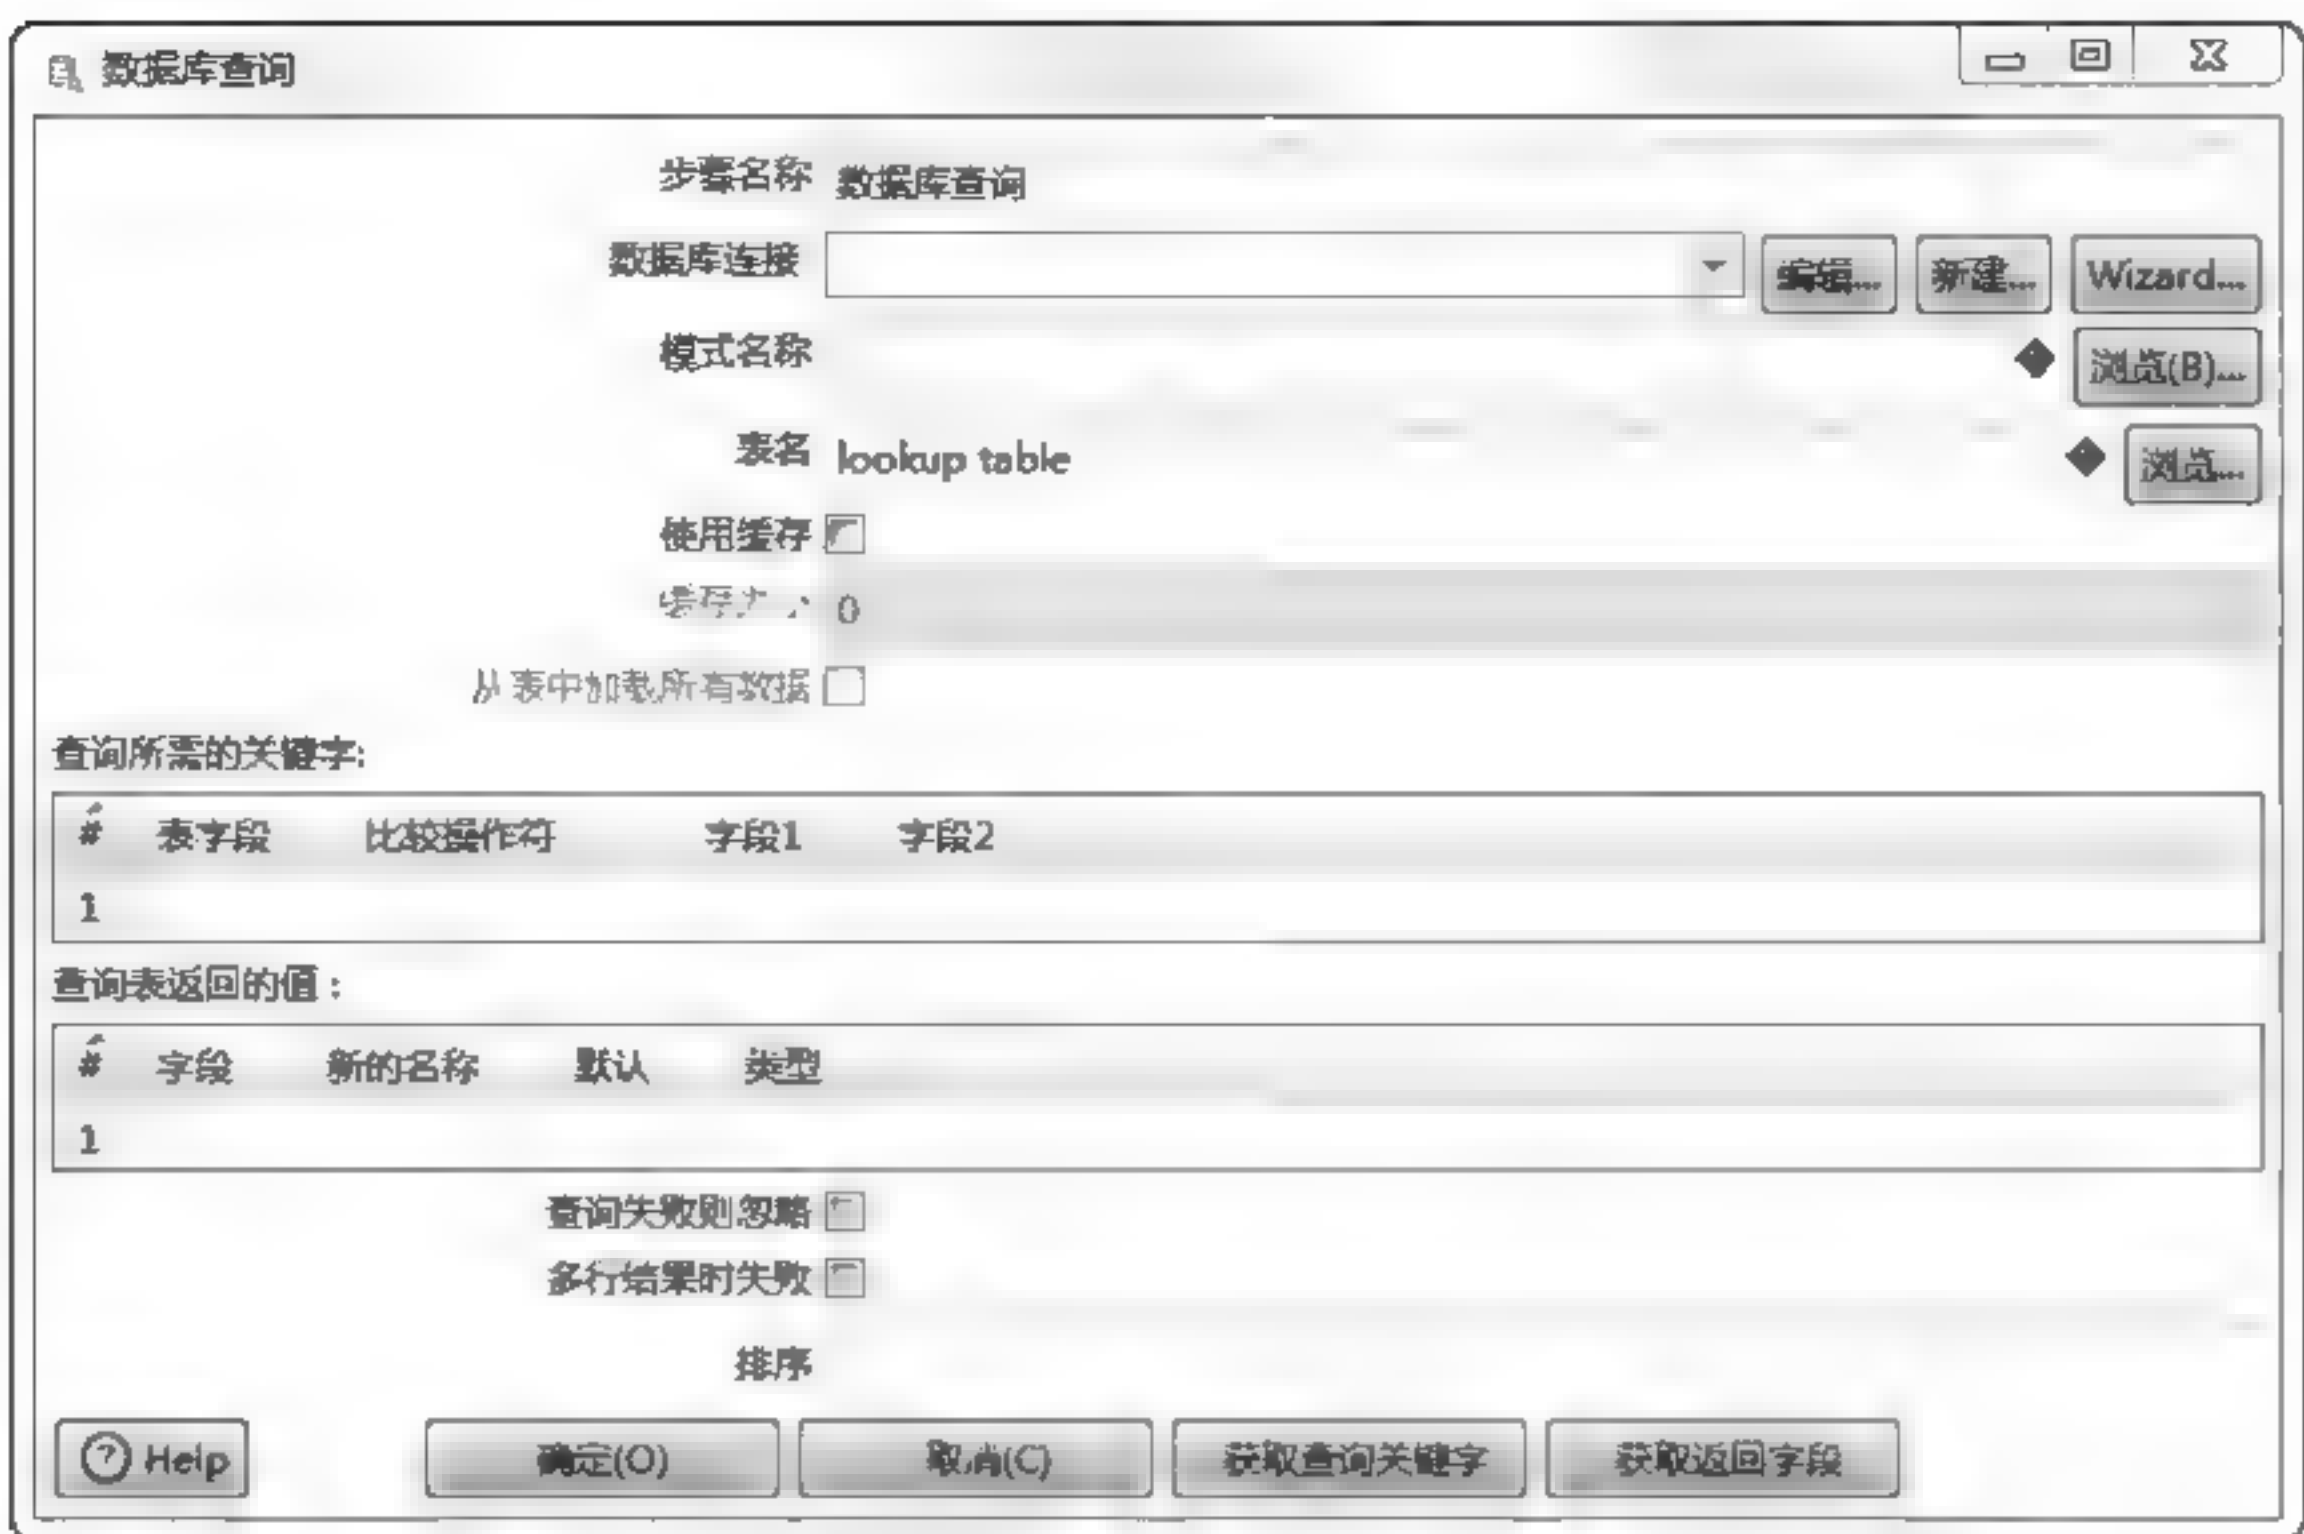 数据库查询
步骤名称 数据库查询
数据库连接 编辑... 新建... Wizard...
模式名称 浏览(B)...
表名 lookup table 浏览...
使用缓存
缓存大小 0
从表中加载所有数据
查询所需的关键字:
# 表字段 比较操作符 字段1 字段2
1
查询表返回的值：
# 字段 新的名称 默认 类型
1
查询失败则忽略
多行结果时失败
排序
Help 确定(O) 取消(C) 获取查询关键字 获取返回字段